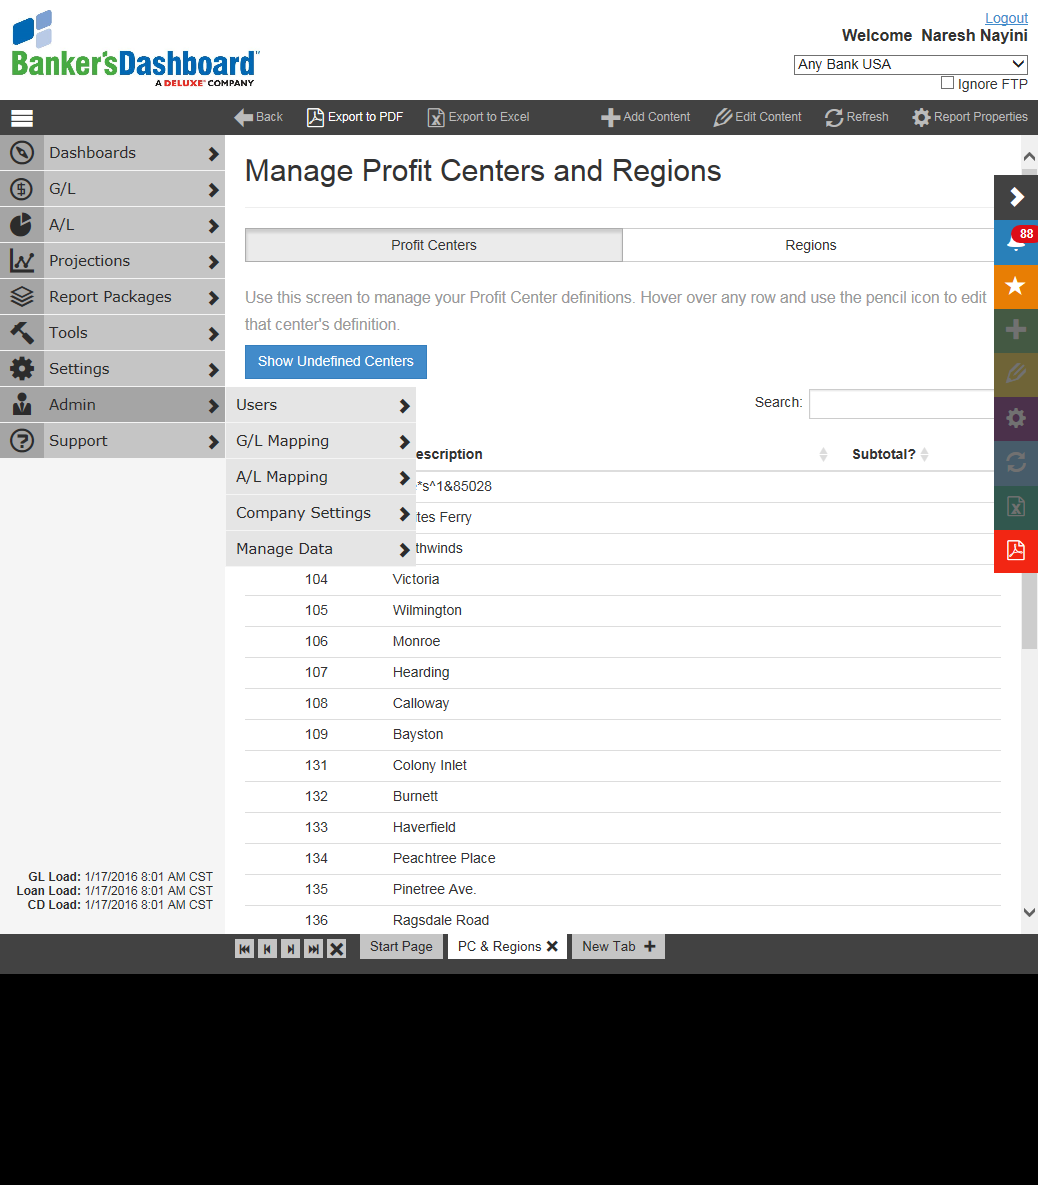 Logout
Banker'sDashboard
A DELUXE COMPANY
Welcome Naresh Nayini
Any Bank USA
Ignore FTP
Back Export to PDF Export to Excel Add Content Edit Content Refresh Report Properties
Dashboards
G/L
A/L
Projections
Report Packages
Tools
Settings
Admin
Support
Manage Profit Centers and Regions
88
Profit Centers Regions
Use this screen to manage your Profit Center definitions. Hover over any row and use the pencil icon to edit
that center's definition.
Show Undefined Centers
Search:
Users
G/L Mapping
A/L Mapping
Company Settings
Manage Data
escription Subtotal?
*s^1&85028
tes Ferry
thwinds
104 Victoria
105 Wilmington
106 Monroe
107 Hearding
108 Calloway
109 Bayston
131 Colony Inlet
132 Burnett
133 Haverfield
134 Peachtree Place
135 Pinetree Ave.
136 Ragsdale Road
GL Load: 1/17/2016 8:01 AM CST
Loan Load: 1/17/2016 8:01 AM CST
CD Load: 1/17/2016 8:01 AM CST
Start Page PC & Regions New Tab